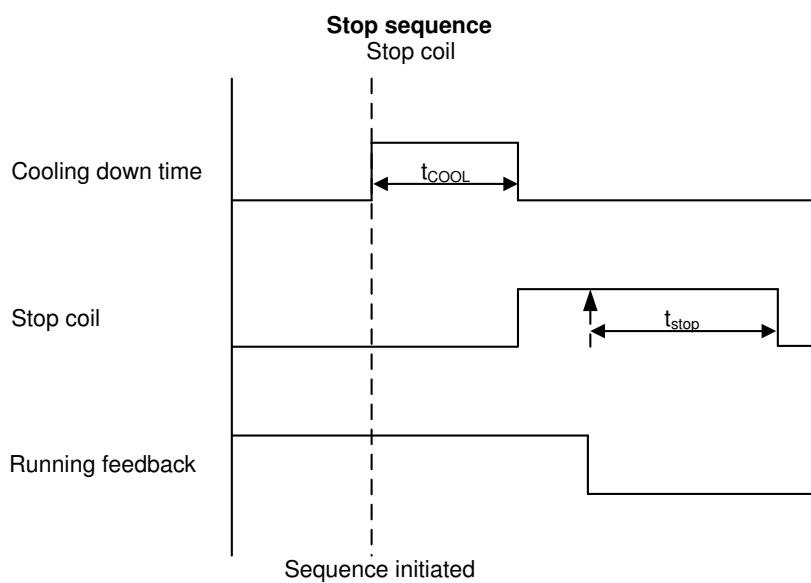 Stop sequence
Stop coil
Cooling down time
tCOOL
Stop coil
tstop
Running feedback
Sequence initiated